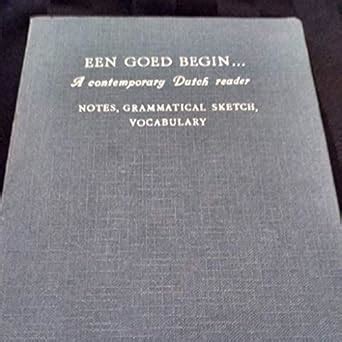 EEN GOED BEGIN...
A contemporary Dutch reader
NOTES, GRAMMATICAL SKETCH,
VOCABULARY